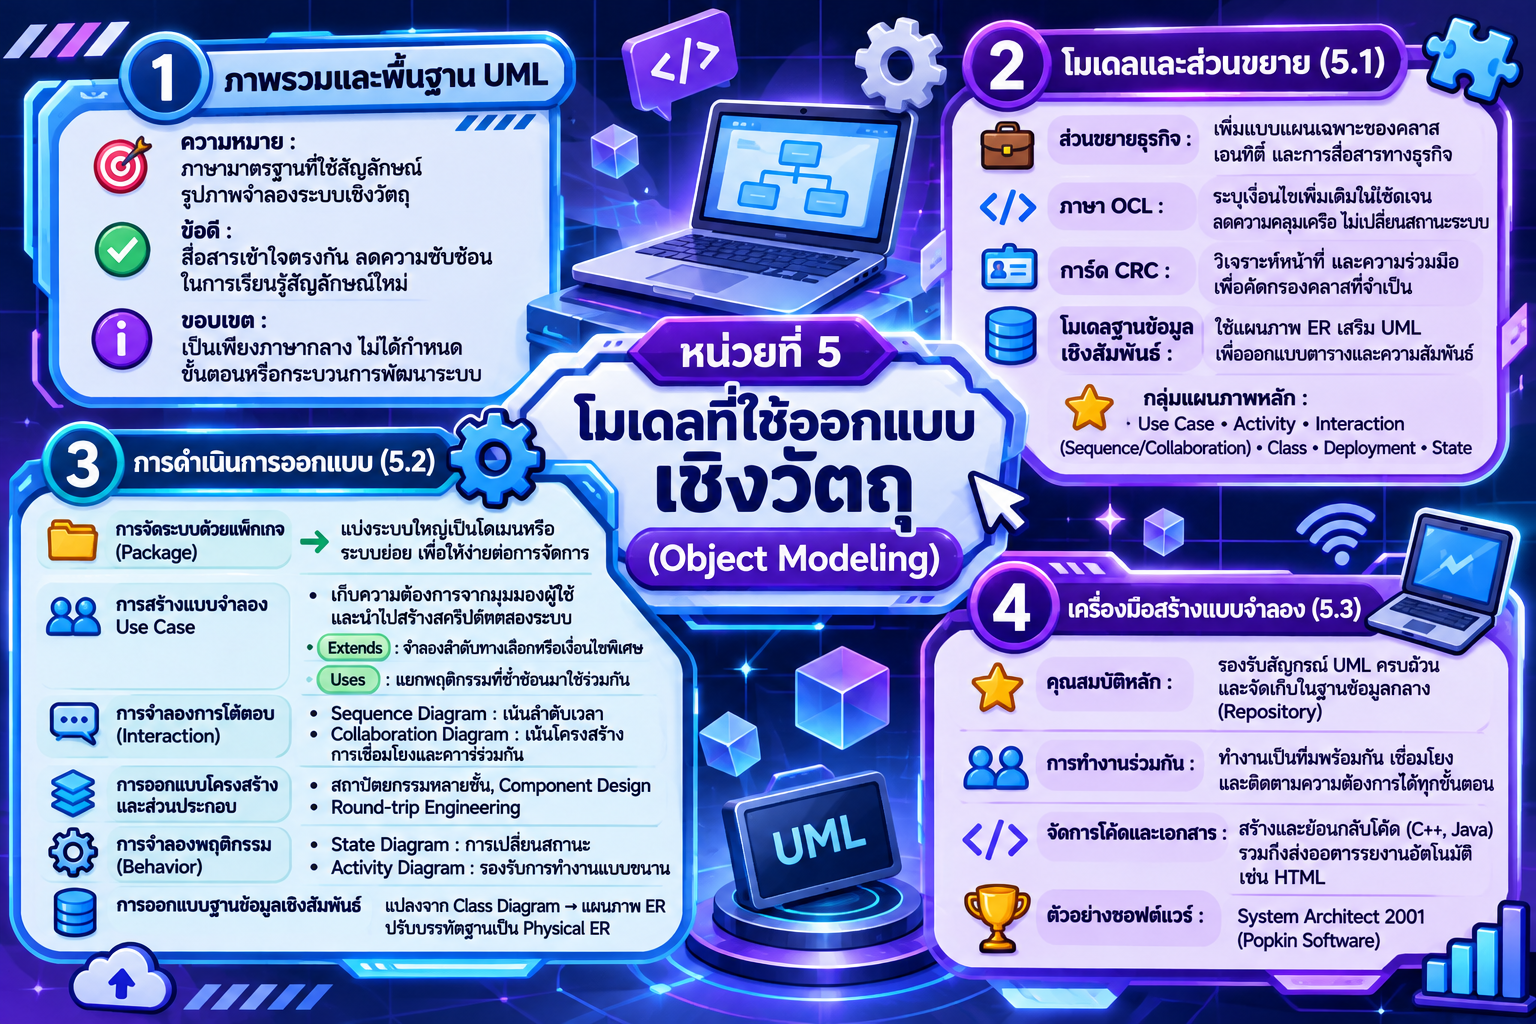 1
ภาพรวมและพื้นฐาน UML
ความหมาย :
ภาษามาตรฐานที่ใช้สัญลักษณ์
รูปภาพจำลองระบบเชิงวัตถุ
ข้อดี :
สื่อสารเข้าใจตรงกัน ลดความซับซ้อน
ในการเรียนรู้สัญลักษณ์ใหม่
ขอบเขต :
เป็นเพียงภาษากลาง ไม่ได้กำหนด
ขั้นตอนหรือกระบวนการพัฒนาระบบ
</>
หน่วยที่ 5
โมเดลที่ใช้ออกแบบ
เชิงวัตถุ
(Object Modeling)
2
โมเดลและส่วนขยาย (5.1)
ส่วนขยายธุรกิจ :
เพิ่มแบบแผนเฉพาะของคลาส
เอนทิตี้ และการสื่อสารทางธุรกิจ
</>
ภาษา OCL :
ระบุเงื่อนไขเพิ่มเติมให้ชัดเจน
ลดความคลุมเครือ ไม่เปลี่ยนสถานะระบบ
การ์ด CRC :
วิเจราะห์หน้าที่ และความร่วมมือ
เพื่อคัดกรองคลาสที่จำเป็น
โมเดลฐานข้อมูล
เชิงสัมพันธ์ :
ใช้แผนภาพ ER เสริม UML
เพื่อออกแบบตารางและความสัมพันธ์
กลุ่มแผนภาพหลัก :
· Use Case • Activity • Interaction
(Sequence/Collaboration) • Class • Deployment • State
3
การดำเนินการออกแบบ (5.2)
การจัดระบบด้วยแพ็กเกจ
(Package)
แบ่งระบบใหญ่เป็นโดเมนหรือ
ระบบย่อย เพื่อให้ง่ายต่อการจัดการ
การสร้างแบบจำลอง
Use Case
• เก็บความต้องการจากมุมมองผู้ใช้
และนำไปสร้างสคริปต์ทดสองระบบ
• Extends : จำลองลำดับทางเลือกหรือเงื่อนไขพิเศษ
• Uses : แยกพฤติกรรมที่ซ้ำซ้อนมาใช้ร่วมกัน
การจำลองการโต้ตอบ
(Interaction)
• Sequence Diagram : เน้นลำดับเวลา
• Collaboration Diagram : เน้นโครงสร้าง
การเชื่อมโยงและคาาร์ร่วมกัน
การออกแบบโครงสร้าง
และส่วนประกอบ
• สถาปัตยกรรมหลายชั้น, Component Design
• Round-trip Engineering
การจำลองพฤติกรรม
(Behavior)
• State Diagram : การเปลี่ยนสถานะ
• Activity Diagram : รองรับการทำงานแบบขนาน
การออกแบบฐานข้อมูลเชิงสัมพันธ์
แปลงจาก Class Diagram → แผนภาพ ER
ปรับบรรทัตฐานเป็น Physical ER
UML
4
เครื่องมือสร้างแบบจำลอง (5.3)
คุณสมบัติหลัก :
รองรับสัญกรณ์ UML ครบถ้วน
และจัดเก็บในฐานข้อมูลกลาง
(Repository)
การทำงานร่วมกัน :
ทำงานเป็นทีมพร้อมกัน เชื่อมโยง
และติดตามความต้องการได้ทุกขั้นตอน
</>
จัดการโค้ดและเอกสาร :
สร้างและย้อนกลับโค้ด (C++, Java)
รวมถึงส่งออตารรยงานอัตโนมัติ
เช่น HTML
ตัวอย่างซอฟต์แวร์ :
System Architect 2001
(Popkin Software)